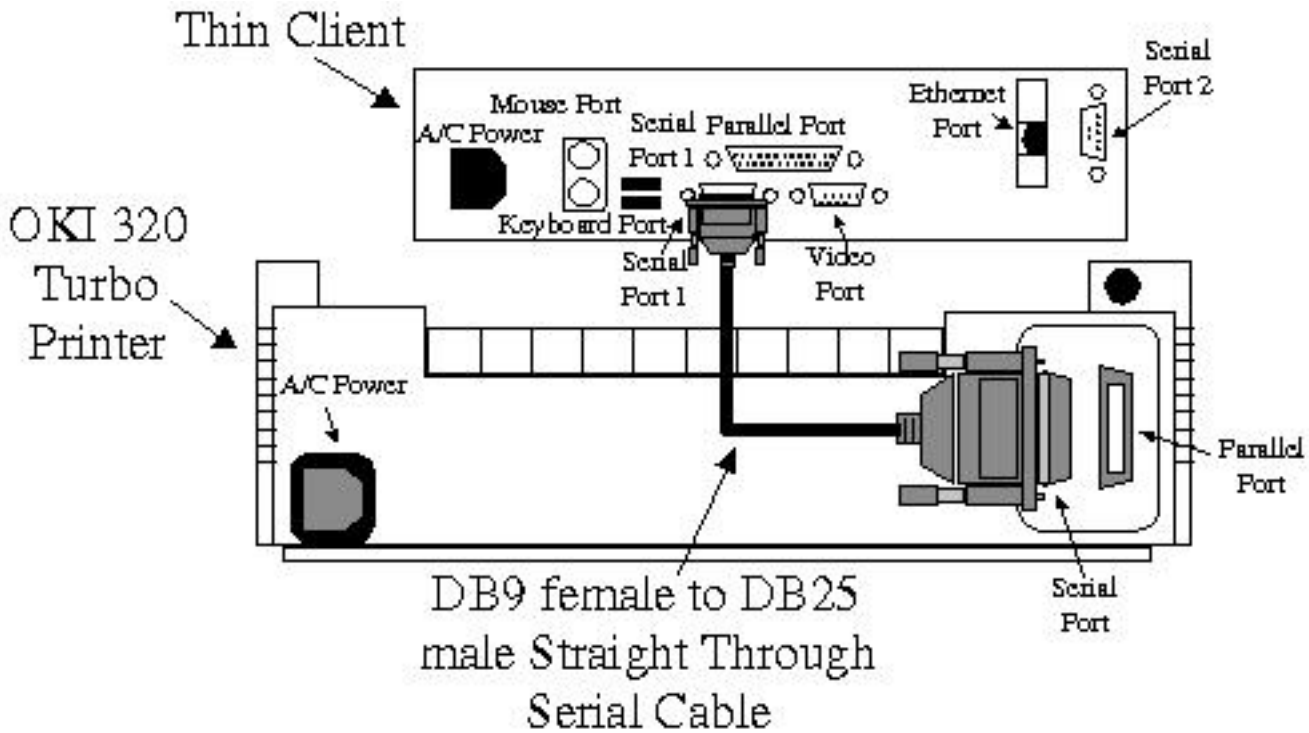 Thin Client
Serial
Port 2
Ethernet
Port
Mouse Port
A/C Power
Serial
Port 1
Parallel Port
Keyboard Port
Serial
Port 1
Video
Port
OKI 320
Turbo
Printer
A/C Power
Parallel
Port
Serial
Port
DB9 female to DB25
male Straight Through
Serial Cable